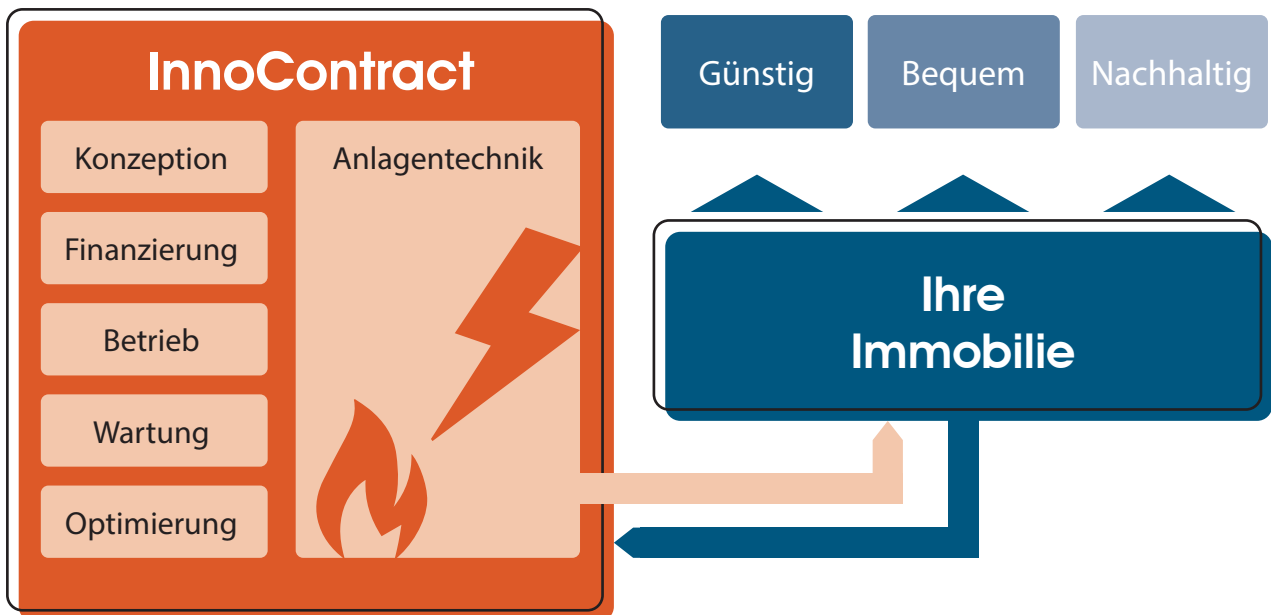 InnoContract
Konzeption
Finanzierung
Betrieb
Wartung
Optimierung
Anlagentechnik
Günstig
Bequem
Nachhaltig
Ihre
Immobilie